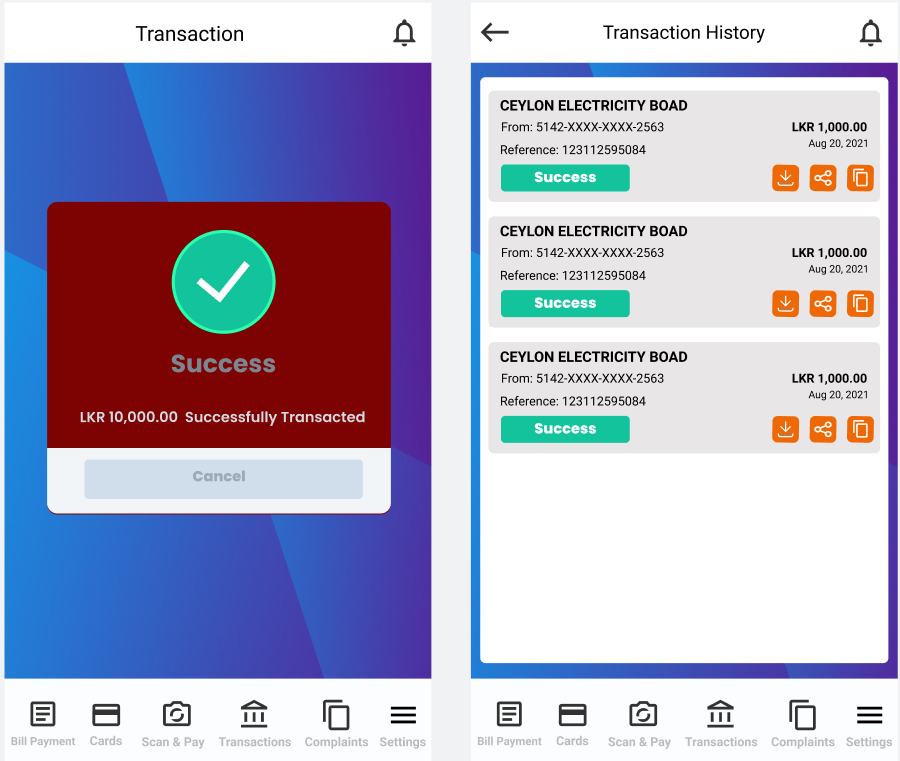 Transaction
Success
LKR 10,000.00 Successfully Transacted
Cancel
Bill Payment
Cards
Scan & Pay
Transactions
Complaints
Settings
Transaction History
CEYLON ELECTRICITY BOAD
From: 5142-XXXX-XXXX-2563
LKR 1,000.00
Aug 20, 2021
Reference: 123112595084
Success
CEYLON ELECTRICITY BOAD
From: 5142-XXXX-XXXX-2563
LKR 1,000.00
Aug 20, 2021
Reference: 123112595084
Success
CEYLON ELECTRICITY BOAD
From: 5142-XXXX-XXXX-2563
LKR 1,000.00
Aug 20, 2021
Reference: 123112595084
Success
Bill Payment
Cards
Scan & Pay
Transactions
Complaints
Settings